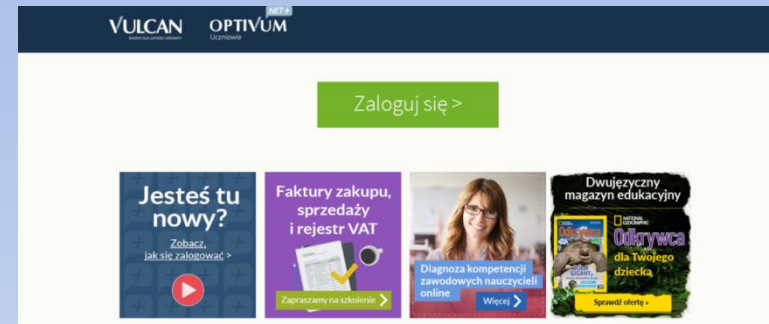 VULCAN
OPTIVUM
NET+
Uczniowie
Zaloguj się >
Jesteś tu
nowy?
Zobacz,
jak się zalogować >
Faktury zakupu,
sprzedaży
i rejestr VAT
Zapraszamy na szkolenie
Diagnoza kompetencji
zawodowych nauczycieli
online
Więcej
Dwujęzyczny
magazyn edukacyjny
NATIONAL
GEOGRAPHIC
Odkrywca
dla Twojego
dziecka
Odkrywca
Sprawdź ofertę »